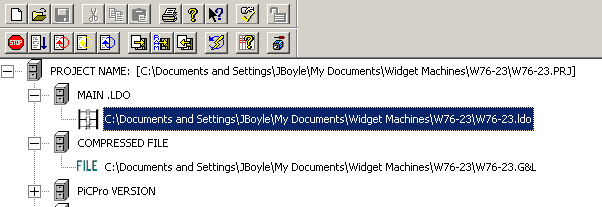 STOP
PROJECT NAME: [C:\Documents and Settings\JBoyle\My Documents\Widget Machines\W76-23\W76-23.PRJ]
MAIN .LDO
C:\Documents and Settings\JBoyle\My Documents\Widget Machines\W76-23\W76-23.ldo
COMPRESSED FILE
FILE C:\Documents and Settings\JBoyle\My Documents\Widget Machines\W76-23\W76-23.G&L
PiCPro VERSION